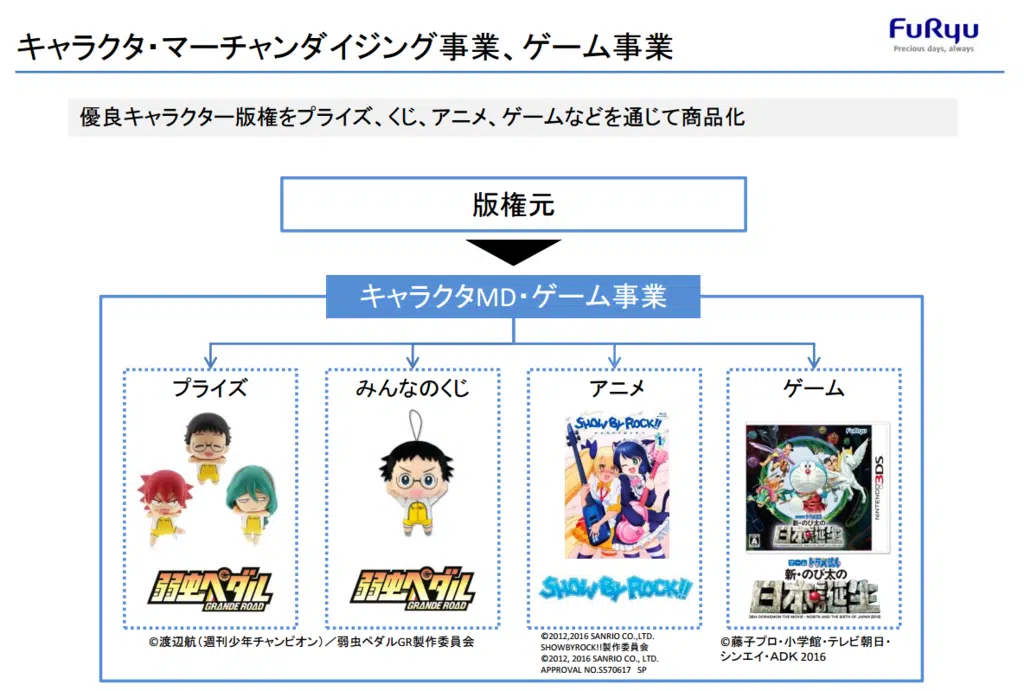 キャラクタ・マーチャンダイジング事業、ゲーム事業
FuRyu
Precious days, always
優良キャラクター版権をプライズ、くじ、アニメ、ゲームなどを通じて商品化
版権元
キャラクタMD・ゲーム事業
プライズ
みんなのくじ
アニメ
ゲーム
弱虫ペダル
GRANDE ROAD
弱虫ペダル
GRANDE ROAD
SHOW BY ROCK!!
1
SHOW BY ROCK!!
FuRyu
NINTENDO 3DS
A
新・のび太の
日本誕生
ゲーム ドラえもん
新・のび太の
日本誕生
©渡辺航（週刊少年チャンピオン）／弱虫ペダルGR製作委員会
©2012,2016 SANRIO CO.,LTD.
SHOWBYROCK!!製作委員会
©2012, 2016 SANRIO CO., LTD.
APPROVAL NO.S570617 SP
©藤子プロ・小学館・テレビ朝日・
シンエイ・ADK 2016